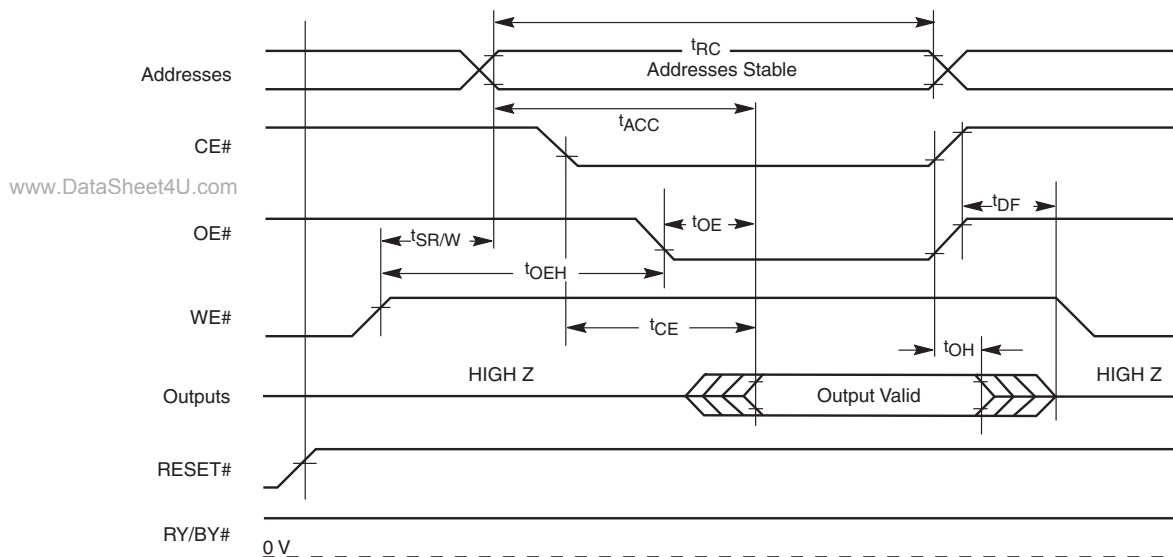 tRC
Addresses
Addresses Stable
tACC
CE#
www.DataSheet4U.com
tDF
OE#
tOE
tSR/W
tOEH
WE#
tCE
tOH
HIGH Z
HIGH Z
Outputs
Output Valid
RESET#
RY/BY#
0 V